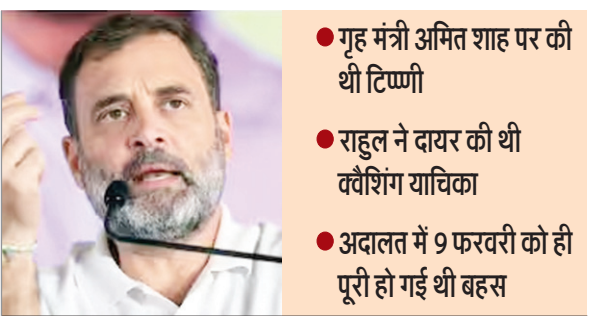 गृह मंत्री अमित शाह पर की
थी टिप्पणी
राहुल ने दायर की थी
क्वैशिंग याचिका
अदालत में 9 फरवरी को ही
पूरी हो गई थी बहस